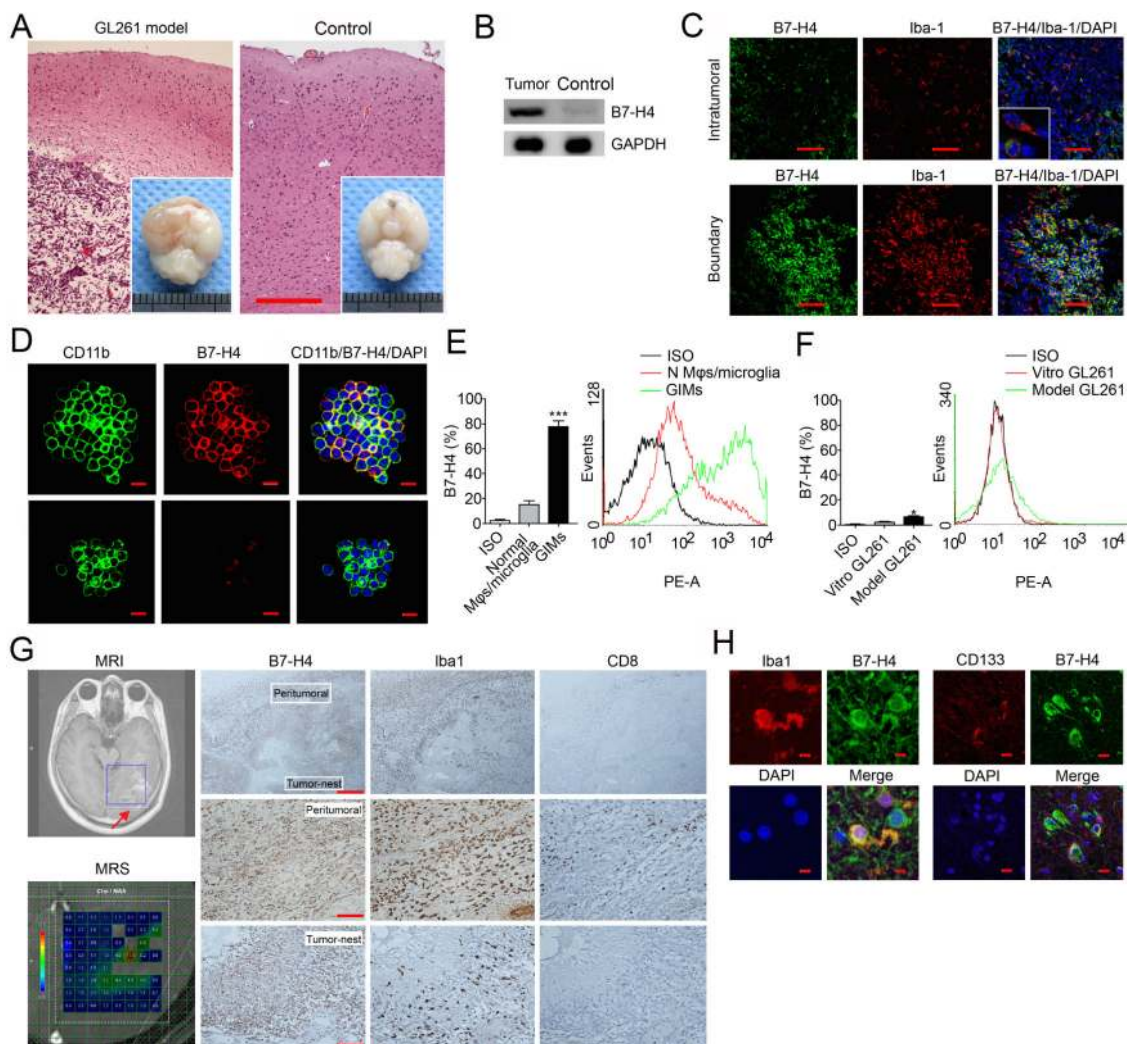 A
GL261 model
Control
B
Tumor Control
B7-H4
GAPDH
C
B7-H4
Iba-1
B7-H4/Iba-1/DAPI
Intratumoral
B7-H4
Iba-1
B7-H4/Iba-1/DAPI
Boundary
D
CD11b
B7-H4
CD11b/B7-H4/DAPI
E
B7-H4 (%)
100
80
60
40
20
0
***
ISO
Normal
Mφs/microglia
GIMs
ISO
N Mφs/microglia
GIMs
128
Events
0
10^0 10^1 10^2 10^3 10^4
PE-A
F
B7-H4 (%)
100
80
60
40
20
0
*
ISO
Vitro GL261
Model GL261
ISO
Vitro GL261
Model GL261
340
Events
0
10^0 10^1 10^2 10^3 10^4
PE-A
G
MRI
MRS
Cho / NAA
B7-H4
Iba1
CD8
Peritumoral
Tumor-nest
Peritumoral
Tumor-nest
H
Iba1
B7-H4
CD133
B7-H4
DAPI
Merge
DAPI
Merge